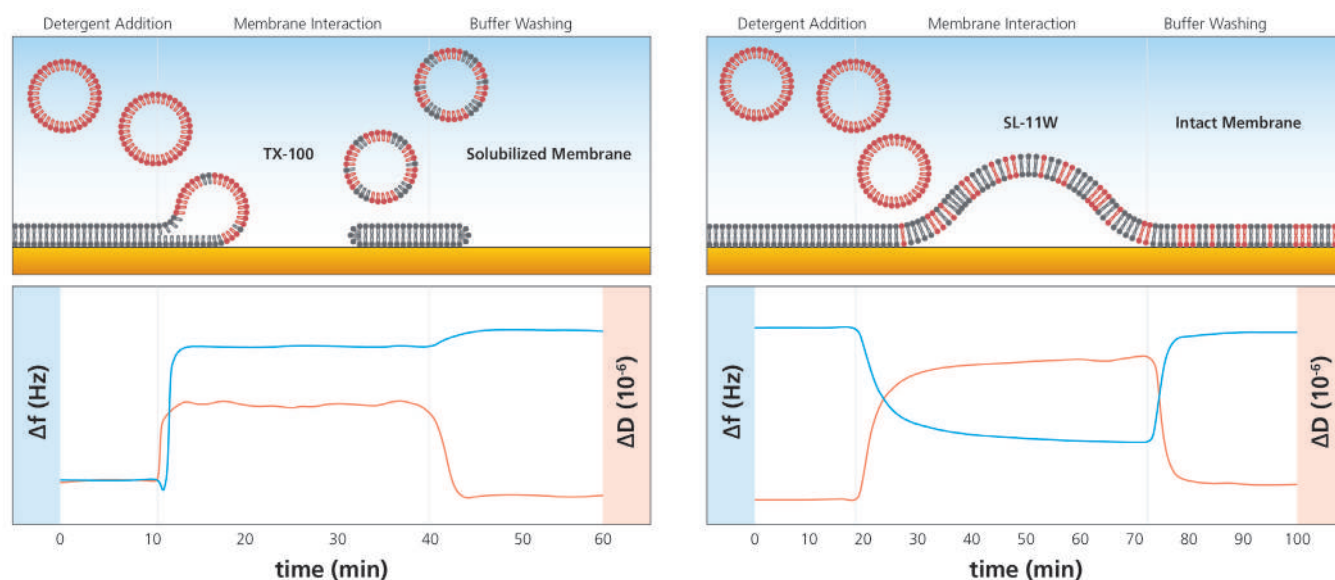 Detergent Addition Membrane Interaction Buffer Washing
TX-100
Solubilized Membrane
Δf (Hz)
ΔD (10⁻⁶)
0 10 20 30 40 50 60
time (min)
Detergent Addition Membrane Interaction Buffer Washing
SL-11W
Intact Membrane
Δf (Hz)
ΔD (10⁻⁶)
0 10 20 30 40 50 60 70 80 90 100
time (min)